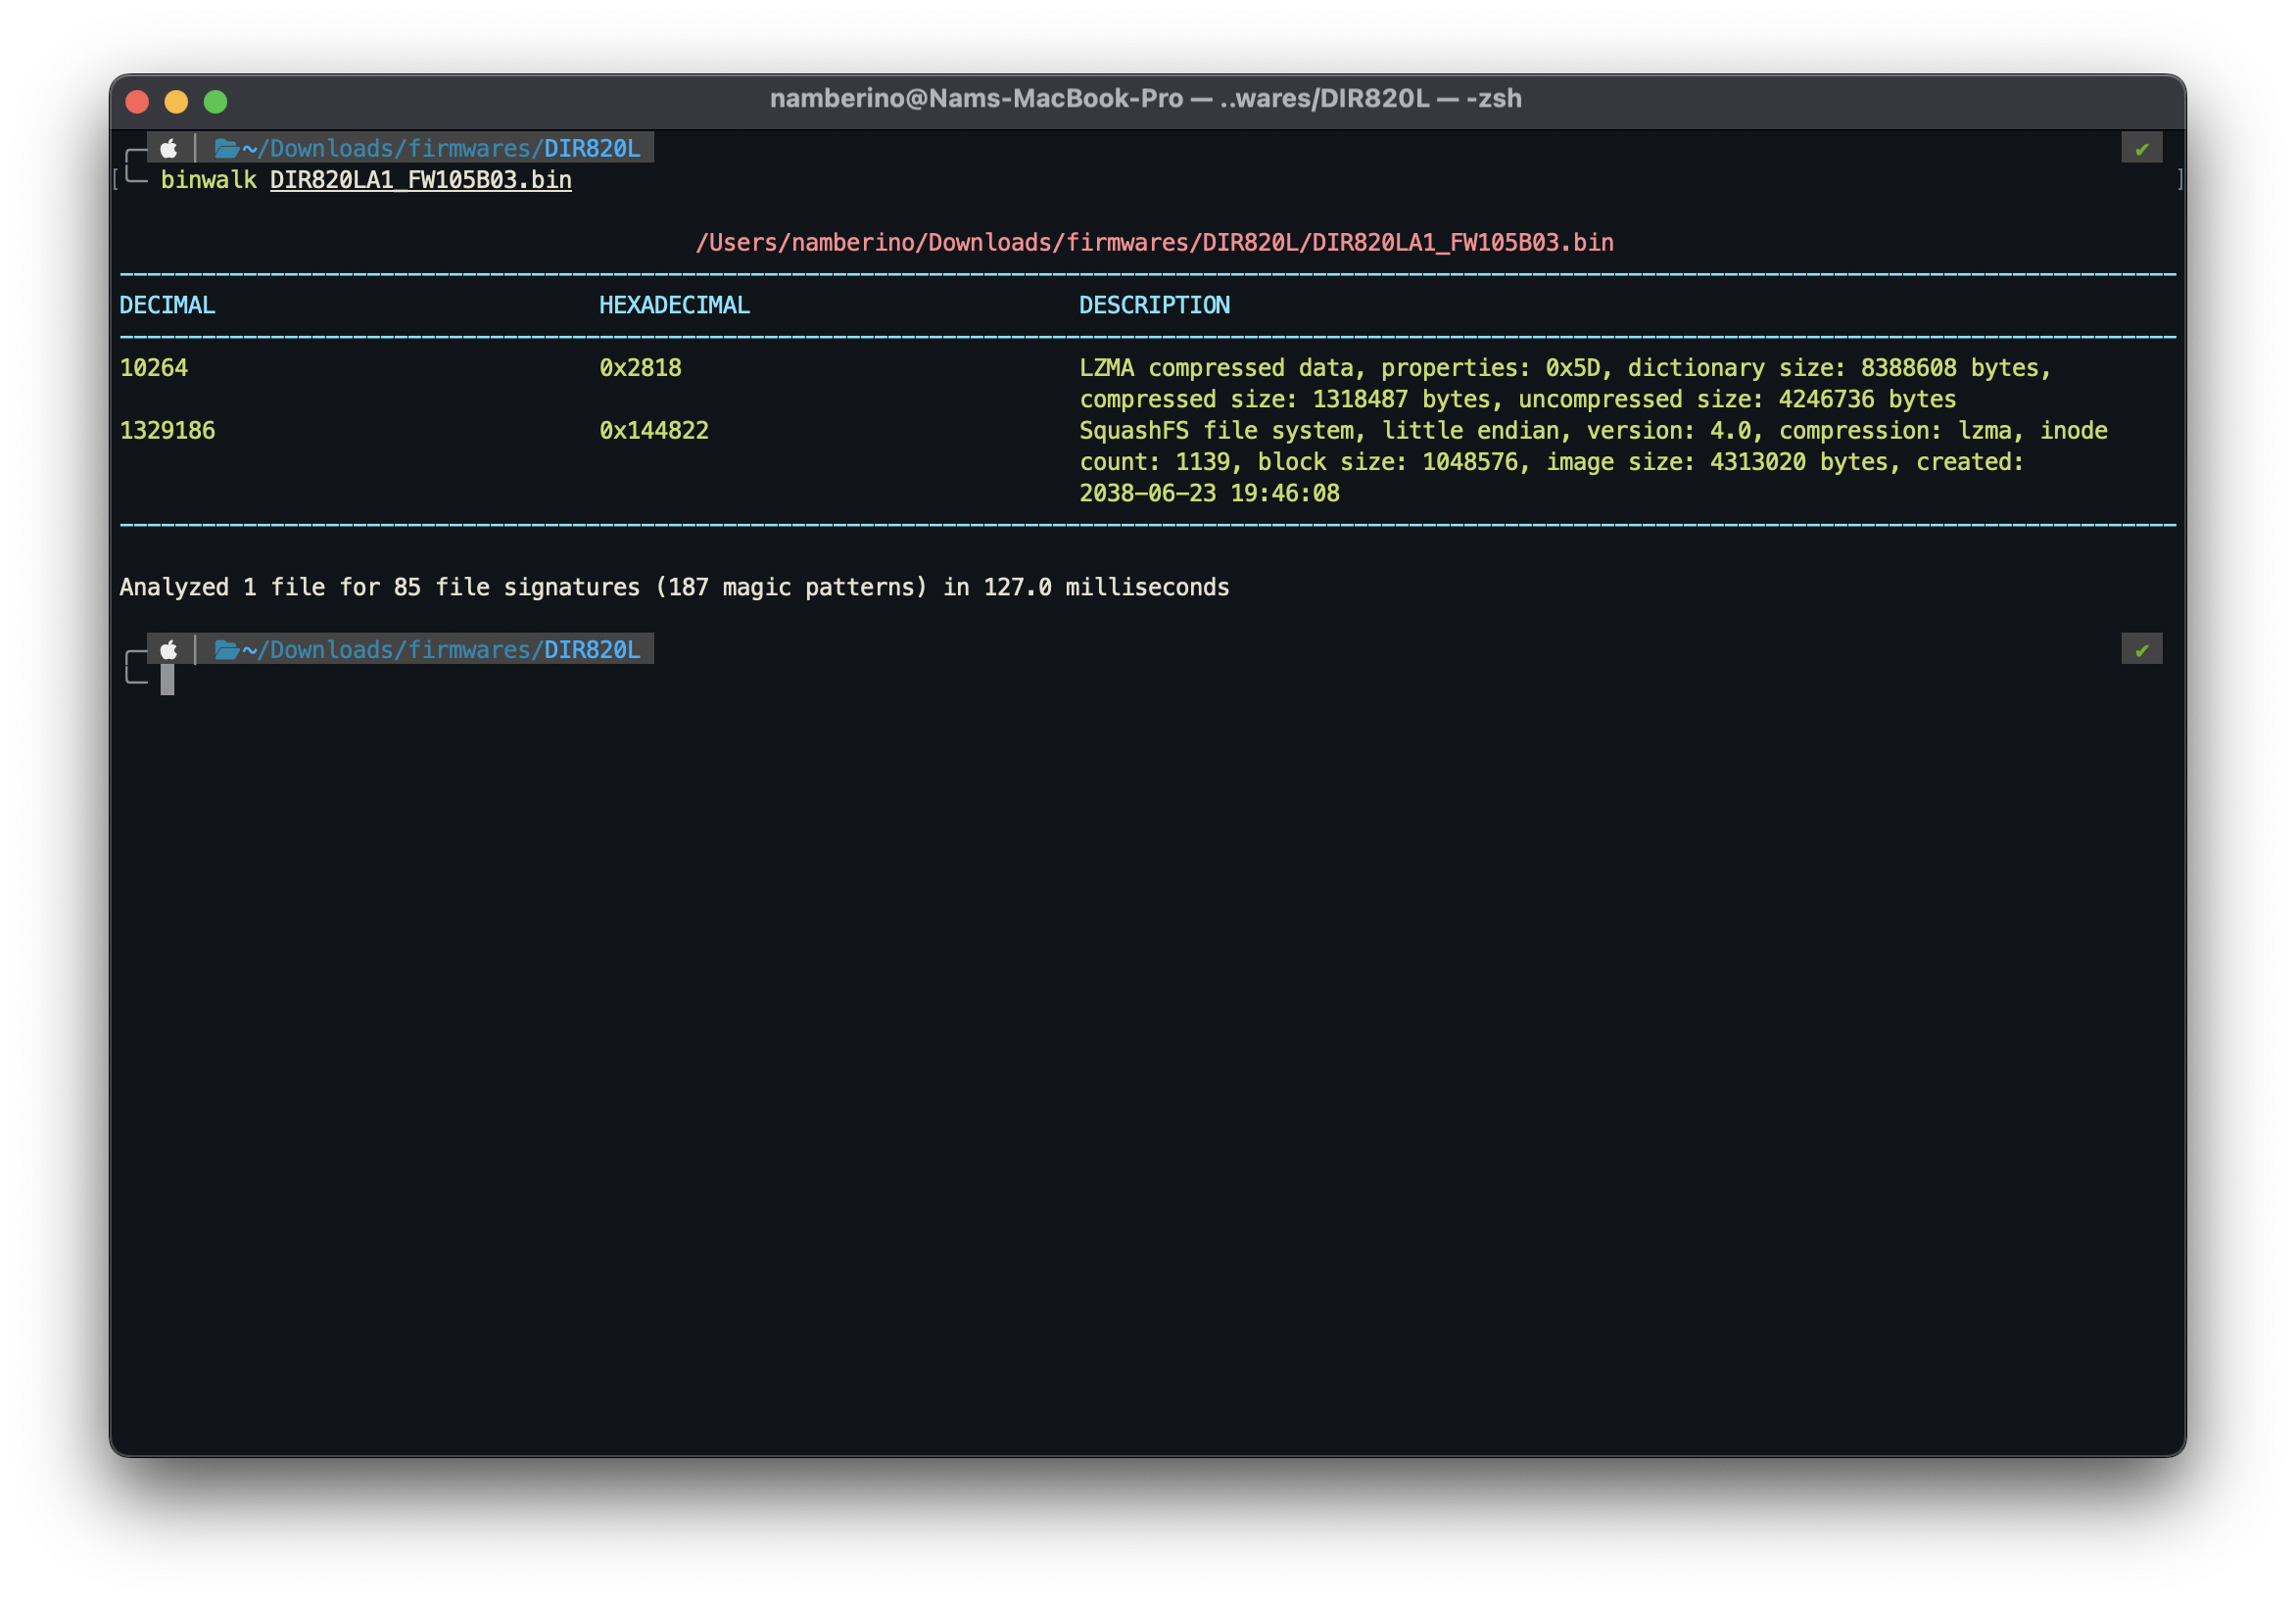 namberino@Nams-MacBook-Pro — ..wares/DIR820L — -zsh
~/Downloads/firmwares/DIR820L ✔
[ binwalk DIR820LA1_FW105B03.bin ]
/Users/namberino/Downloads/firmwares/DIR820L/DIR820LA1_FW105B03.bin
DECIMAL HEXADECIMAL DESCRIPTION
10264 0x2818 LZMA compressed data, properties: 0x5D, dictionary size: 8388608 bytes,
compressed size: 1318487 bytes, uncompressed size: 4246736 bytes
1329186 0x144822 SquashFS file system, little endian, version: 4.0, compression: lzma, inode
count: 1139, block size: 1048576, image size: 4313020 bytes, created:
2038-06-23 19:46:08
Analyzed 1 file for 85 file signatures (187 magic patterns) in 127.0 milliseconds
~/Downloads/firmwares/DIR820L ✔